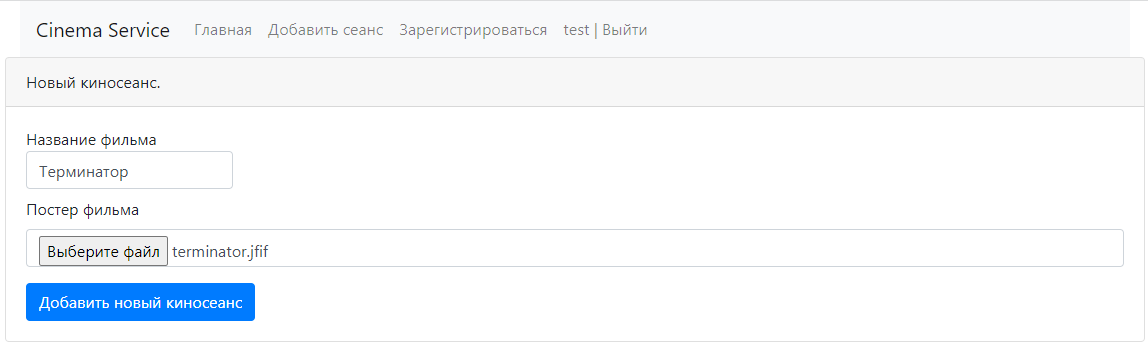 Cinema Service Главная Добавить сеанс Зарегистрироваться test | Выйти
Новый киносеанс.
Название фильма
Терминатор
Постер фильма
Выберите файл terminator.jfif
Добавить новый киносеанс